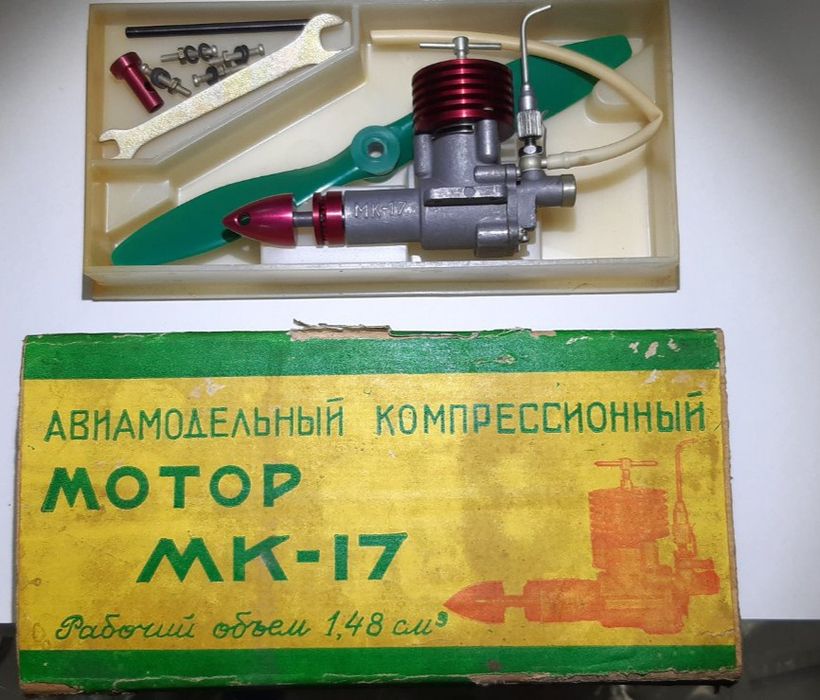 МК-17
АВИАМОДЕЛЬНЫЙ КОМПРЕССИОННЫЙ
МОТОР
МК-17
Рабочий объем 1,48 см³